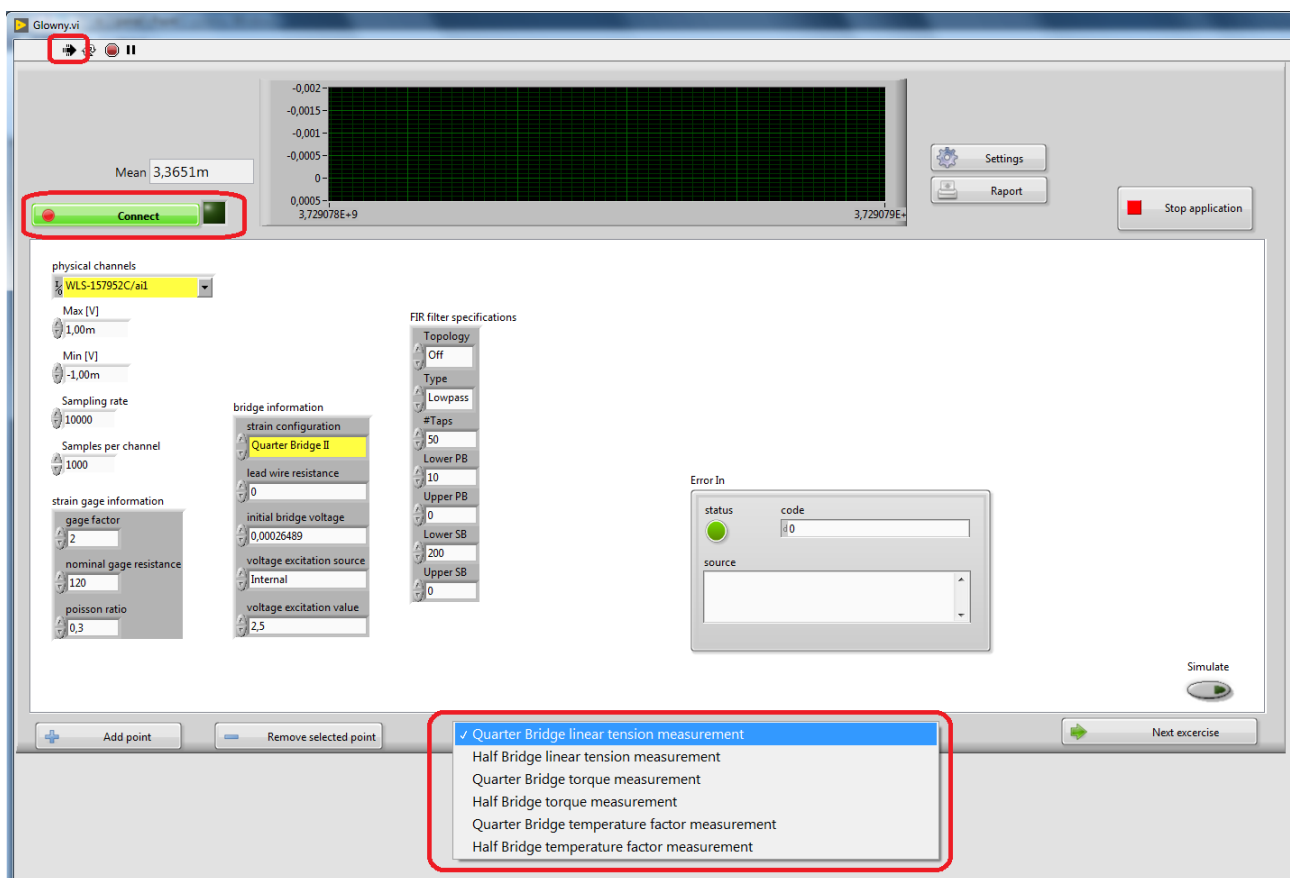 Glowny.vi
-0,002
-0,0015
-0,001
-0,0005
0
0,0005
3,729078E+9
3,729079E+
Mean 3,3651m
Connect
Settings
Raport
Stop application
physical channels
WLS-157952C/ai1
Max [V]
1,00m
Min [V]
-1,00m
Sampling rate
10000
Samples per channel
1000
strain gage information
gage factor
2
nominal gage resistance
120
poisson ratio
0,3
bridge information
strain configuration
Quarter Bridge II
lead wire resistance
0
initial bridge voltage
0,00026489
voltage excitation source
Internal
voltage excitation value
2,5
FIR filter specifications
Topology
Off
Type
Lowpass
#Taps
50
Lower PB
10
Upper PB
0
Lower SB
200
Upper SB
0
Error In
status
code
d 0
source
Simulate
Add point
Remove selected point
✓ Quarter Bridge linear tension measurement
Half Bridge linear tension measurement
Quarter Bridge torque measurement
Half Bridge torque measurement
Quarter Bridge temperature factor measurement
Half Bridge temperature factor measurement
Next excercise